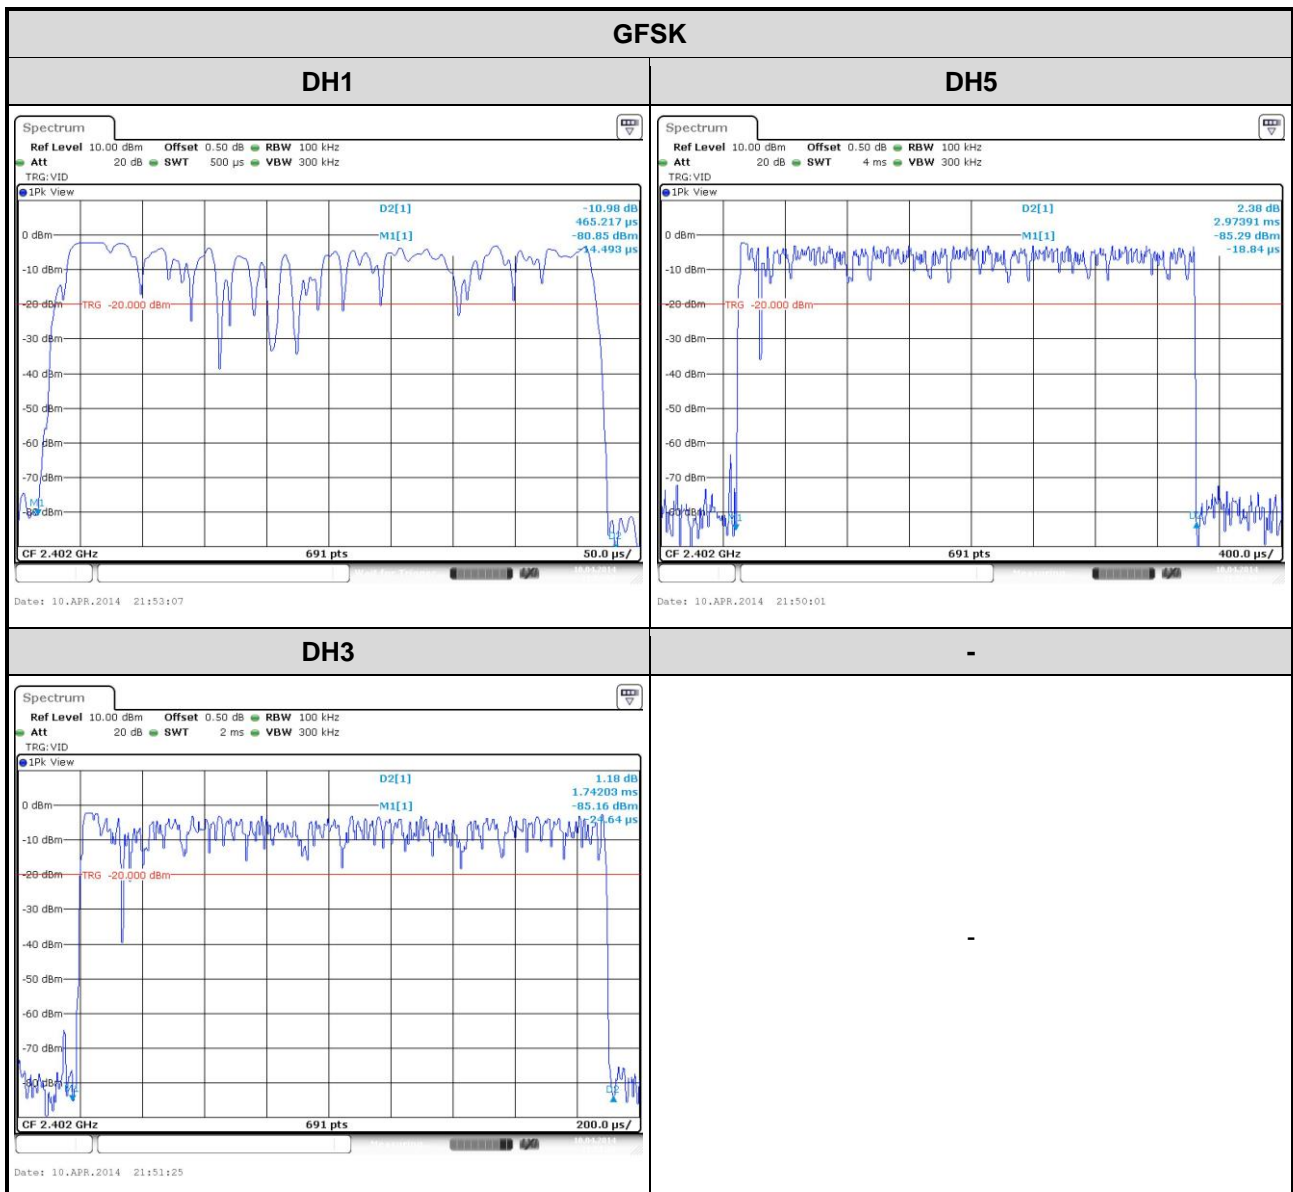 GFSK
DH1
DH5
Spectrum
Ref Level 10.00 dBm Offset 0.50 dB RBW 100 kHz
Att 20 dB SWT 500 µs VBW 300 kHz
TRG:VID
1Pk View
D2[1] -10.98 dB
465.217 µs
M1[1] -80.85 dBm
-14.493 µs
0 dBm
-10 dBm
-20 dBm
TRG -20.000 dBm
-30 dBm
-40 dBm
-50 dBm
-60 dBm
-70 dBm
-80 dBm
M1
D2
CF 2.402 GHz 691 pts 50.0 µs/
Date: 10.APR.2014 21:53:07
Spectrum
Ref Level 10.00 dBm Offset 0.50 dB RBW 100 kHz
Att 20 dB SWT 4 ms VBW 300 kHz
TRG:VID
1Pk View
D2[1] 2.38 dB
2.97391 ms
M1[1] -85.29 dBm
-18.84 µs
0 dBm
-10 dBm
-20 dBm
TRG -20.000 dBm
-30 dBm
-40 dBm
-50 dBm
-60 dBm
-70 dBm
CF 2.402 GHz 691 pts 400.0 µs/
Date: 10.APR.2014 21:50:01
DH3
-
Spectrum
Ref Level 10.00 dBm Offset 0.50 dB RBW 100 kHz
Att 20 dB SWT 2 ms VBW 300 kHz
TRG:VID
1Pk View
D2[1] 1.18 dB
1.74203 ms
M1[1] -85.16 dBm
-24.64 µs
0 dBm
-10 dBm
-20 dBm
TRG -20.000 dBm
-30 dBm
-40 dBm
-50 dBm
-60 dBm
-70 dBm
D2
CF 2.402 GHz 691 pts 200.0 µs/
Date: 10.APR.2014 21:51:25
-